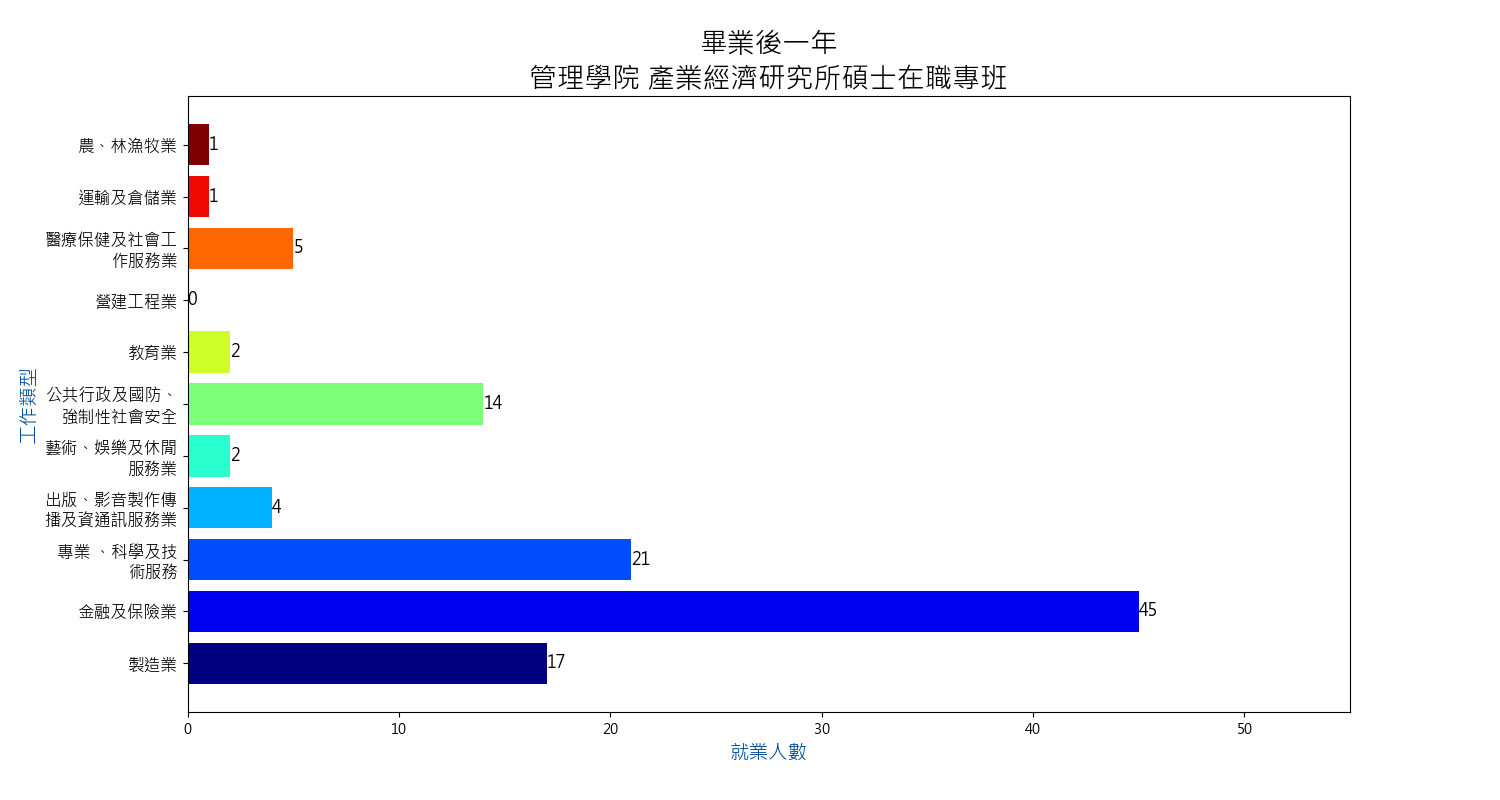 畢業後一年
管理學院 產業經濟研究所碩士在職專班
農、林漁牧業
1
運輸及倉儲業
1
醫療保健及社會工
作服務業
5
營建工程業
0
教育業
2
公共行政及國防、
強制性社會安全
14
藝術、娛樂及休閒
服務業
2
出版、影音製作傳
播及資通訊服務業
4
專業 、科學及技
術服務
21
金融及保險業
45
製造業
17
工作類型
0 10 20 30 40 50
就業人數